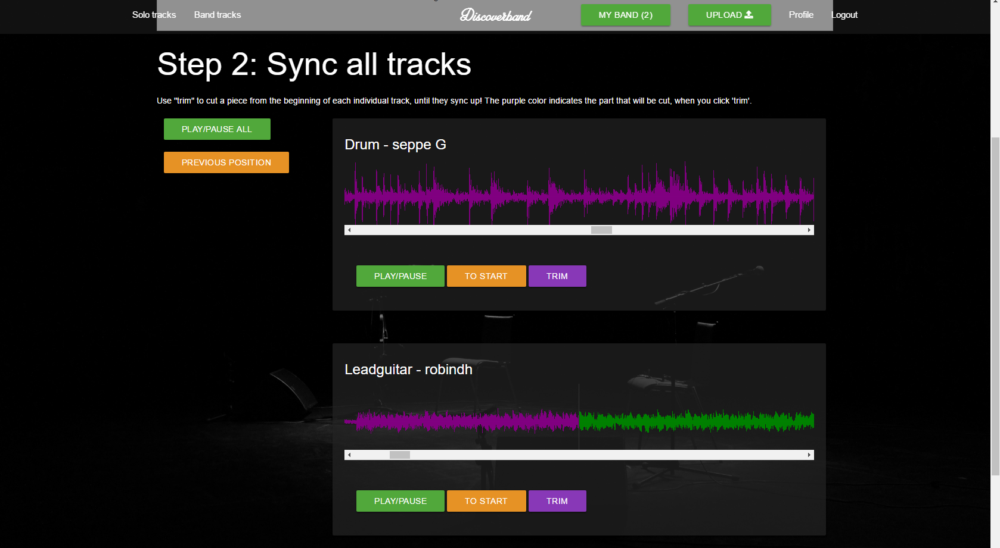 Solo tracks
Band tracks
Discoverband
MY BAND (2)
UPLOAD
Profile
Logout
Step 2: Sync all tracks
Use "trim" to cut a piece from the beginning of each individual track, until they sync up! The purple color indicates the part that will be cut, when you click 'trim'.
PLAY/PAUSE ALL
PREVIOUS POSITION
Drum - seppe G
PLAY/PAUSE
TO START
TRIM
Leadguitar - robindh
PLAY/PAUSE
TO START
TRIM